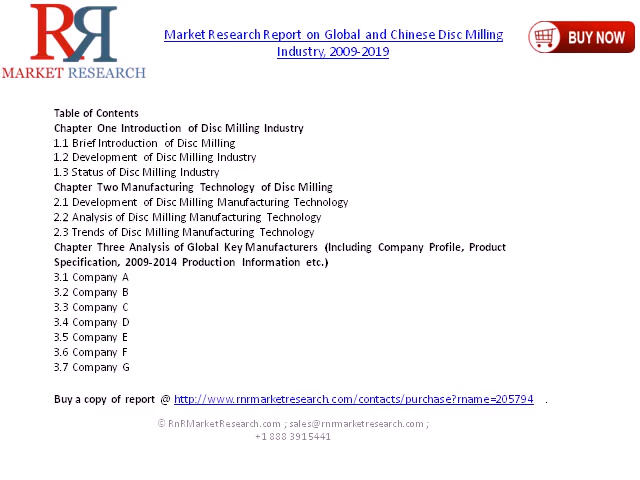 RR
MARKET RESEARCH
Market Research Report on Global and Chinese Disc Milling
Industry, 2009-2019
BUY NOW
Table of Contents
Chapter One Introduction of Disc Milling Industry
1.1 Brief Introduction of Disc Milling
1.2 Development of Disc Milling Industry
1.3 Status of Disc Milling Industry
Chapter Two Manufacturing Technology of Disc Milling
2.1 Development of Disc Milling Manufacturing Technology
2.2 Analysis of Disc Milling Manufacturing Technology
2.3 Trends of Disc Milling Manufacturing Technology
Chapter Three Analysis of Global Key Manufacturers (Including Company Profile, Product
Specification, 2009-2014 Production Information etc.)
3.1 Company A
3.2 Company B
3.3 Company C
3.4 Company D
3.5 Company E
3.6 Company F
3.7 Company G
Buy a copy of report @ http://www.rnrmarketresearch.com/contacts/purchase?rname=205794 .
© RnRMarketResearch.com ; sales@rnrmarketresearch.com ;
+1 888 391 5441